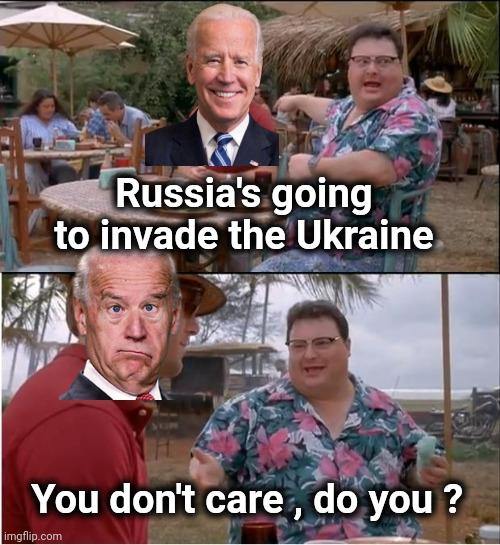 Russia's going
to invade the Ukraine
You don't care , do you ?
imgflip.com